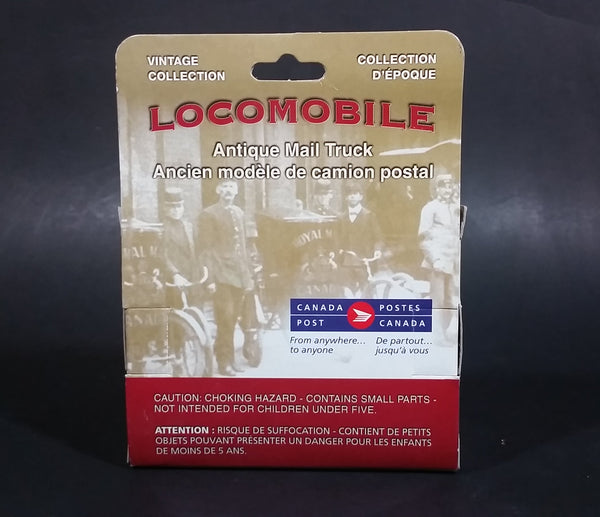 VINTAGE
COLLECTION
COLLECTION
D'ÉPOQUE
LOCOMOBILE
Antique Mail Truck
Ancien modèle de camion postal
ROYAL M
CANADA
POST
POSTES
CANADA
From anywhere...
to anyone
De partout...
jusqu'à vous
CAUTION: CHOKING HAZARD - CONTAINS SMALL PARTS -
NOT INTENDED FOR CHILDREN UNDER FIVE.
ATTENTION : RISQUE DE SUFFOCATION - CONTIENT DE PETITS
OBJETS POUVANT PRÉSENTER UN DANGER POUR LES ENFANTS
DE MOINS DE 5 ANS.